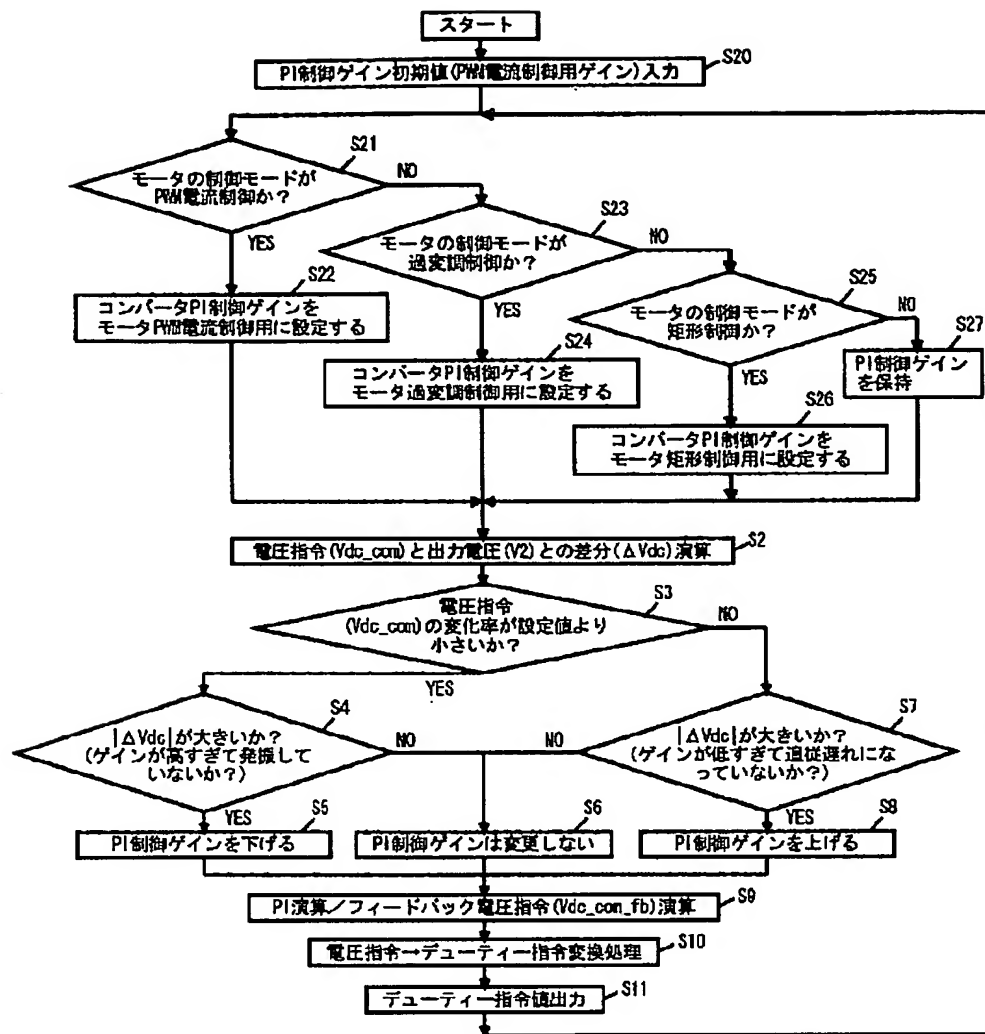 スタート
S20
PI制御ゲイン初期値(PWM電流制御用ゲイン)入力
S21
モータの制御モードが
PWM電流制御か?
NO
YES
S23
モータの制御モードが
過変調制御か?
NO
YES
S22
コンバータPI制御ゲインを
モータPWM電流制御用に設定する
S25
モータの制御モードが
矩形制御か?
NO
YES
S27
PI制御ゲイン
を保持
S24
コンバータPI制御ゲインを
モータ過変調制御用に設定する
S26
コンバータPI制御ゲインを
モータ矩形制御用に設定する
S2
電圧指令(Vdc_com)と出力電圧(V2)との差分(ΔVdc)演算
S3
電圧指令
(Vdc_com)の変化率が設定値より
小さいか?
NO
YES
S4
|ΔVdc|が大きいか?
(ゲインが高すぎて発振して
いないか?)
NO
YES
S7
|ΔVdc|が大きいか?
(ゲインが低すぎて追従遅れにな
っていないか?)
NO
YES
S5
PI制御ゲインを下げる
S6
PI制御ゲインは変更しない
S8
PI制御ゲインを上げる
S9
PI演算/フィードバック電圧指令(Vdc_com_fb)演算
S10
電圧指令→デューティー指令変換処理
S11
デューティー指令値出力